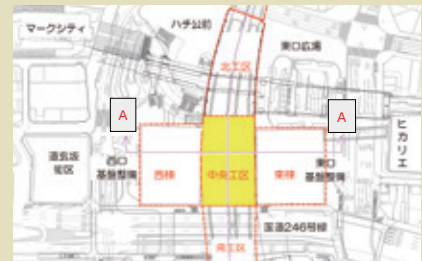 ハチ公前
マークシティ
東口広場
北工区
A
A
ヒカリエ
道玄坂
街区
西口
基盤整備
西棟
中央工区
東棟
東口
基盤整備
国道246号線
南工区